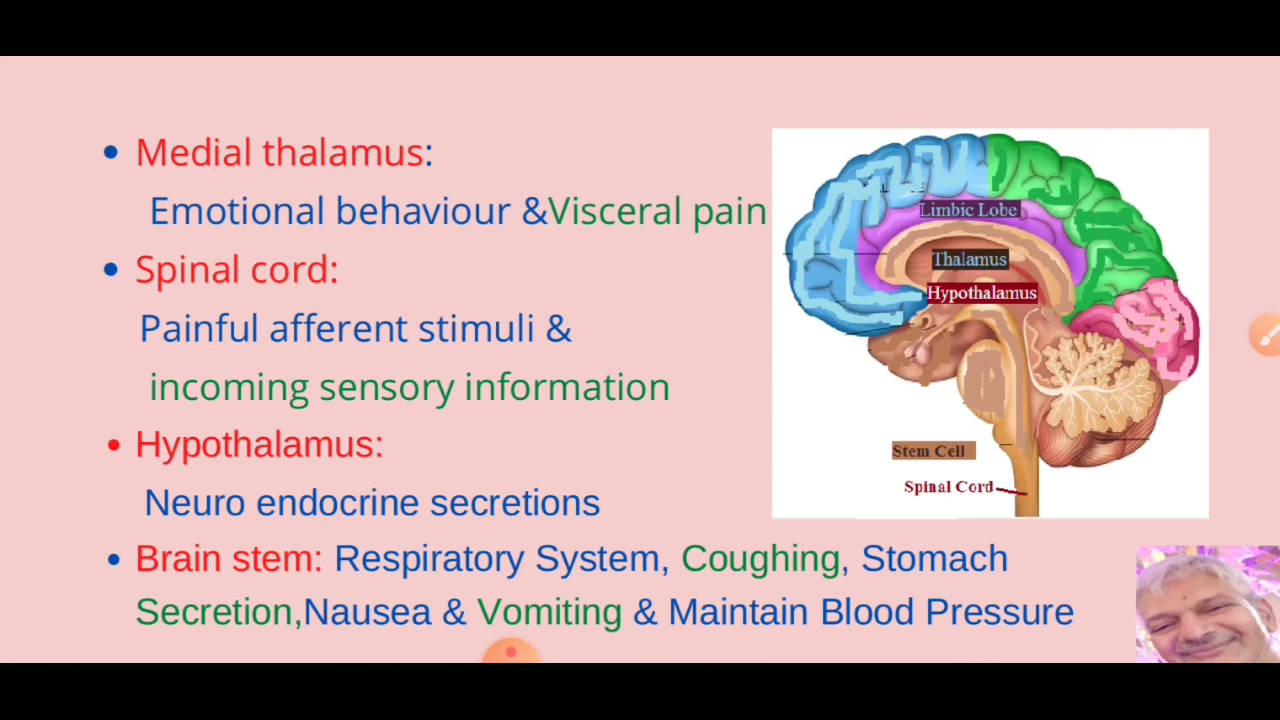 • Medial thalamus:
Emotional behaviour &Visceral pain
• Spinal cord:
Painful afferent stimuli &
incoming sensory information
• Hypothalamus:
Neuro endocrine secretions
• Brain stem: Respiratory System, Coughing, Stomach
Secretion,Nausea & Vomiting & Maintain Blood Pressure
Limbic Lobe
Thalamus
Hypothalamus
Stem Cell
Spinal Cord